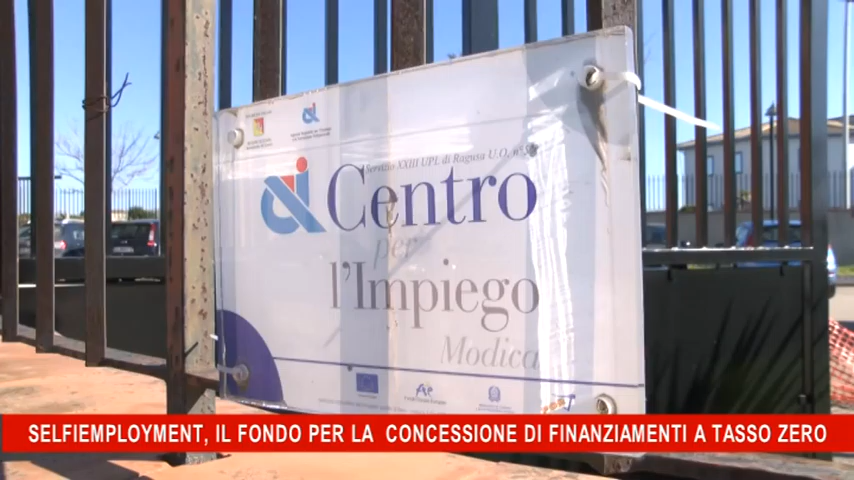 Servizio XXIII UPL di Ragusa U.O. n°5
Centro
per
l'Impiego
Modica
SELFIEMPLOYMENT, IL FONDO PER LA CONCESSIONE DI FINANZIAMENTI A TASSO ZERO